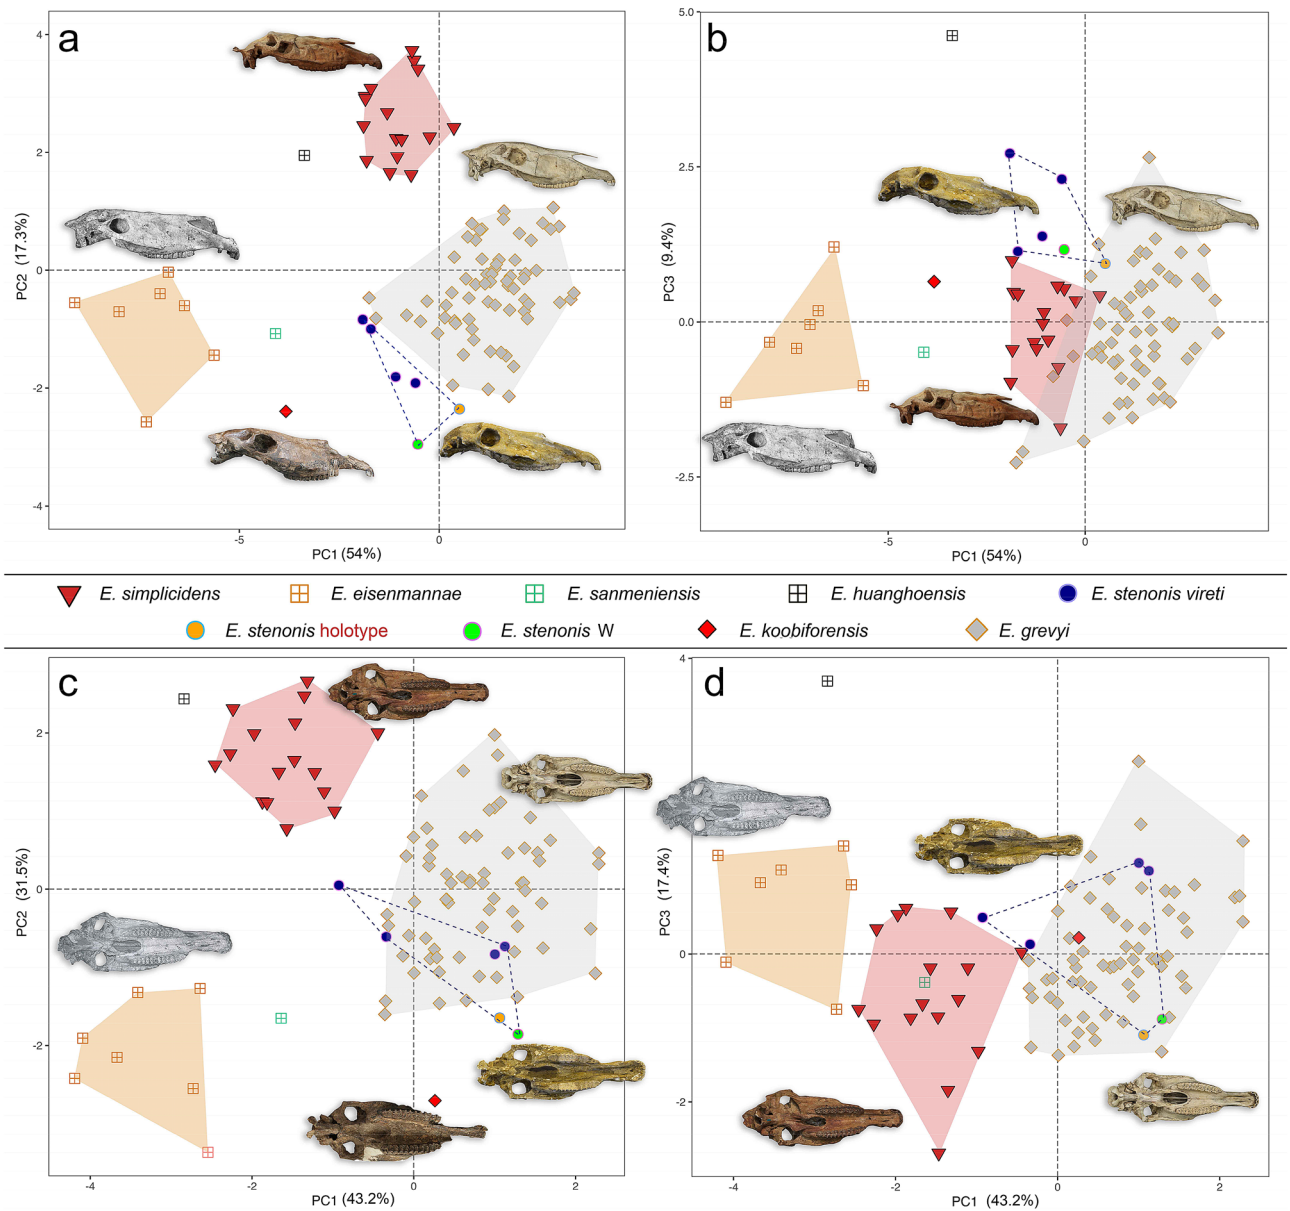 a
4
2
0
-2
-4
PC2 (17.3%)
-5
0
PC1 (54%)
b
5.0
2.5
0.0
-2.5
PC3 (9.4%)
-5
0
PC1 (54%)
E. simplicidens
E. eisenmannae
E. sanmeniensis
E. huanghoensis
E. stenonis vireti
E. stenonis holotype
E. stenonis W
E. koobiforensis
E. grevyi
c
2
0
-2
PC2 (31.5%)
-4
-2
0
2
PC1 (43.2%)
d
4
2
0
-2
PC3 (17.4%)
-4
-2
0
2
PC1 (43.2%)